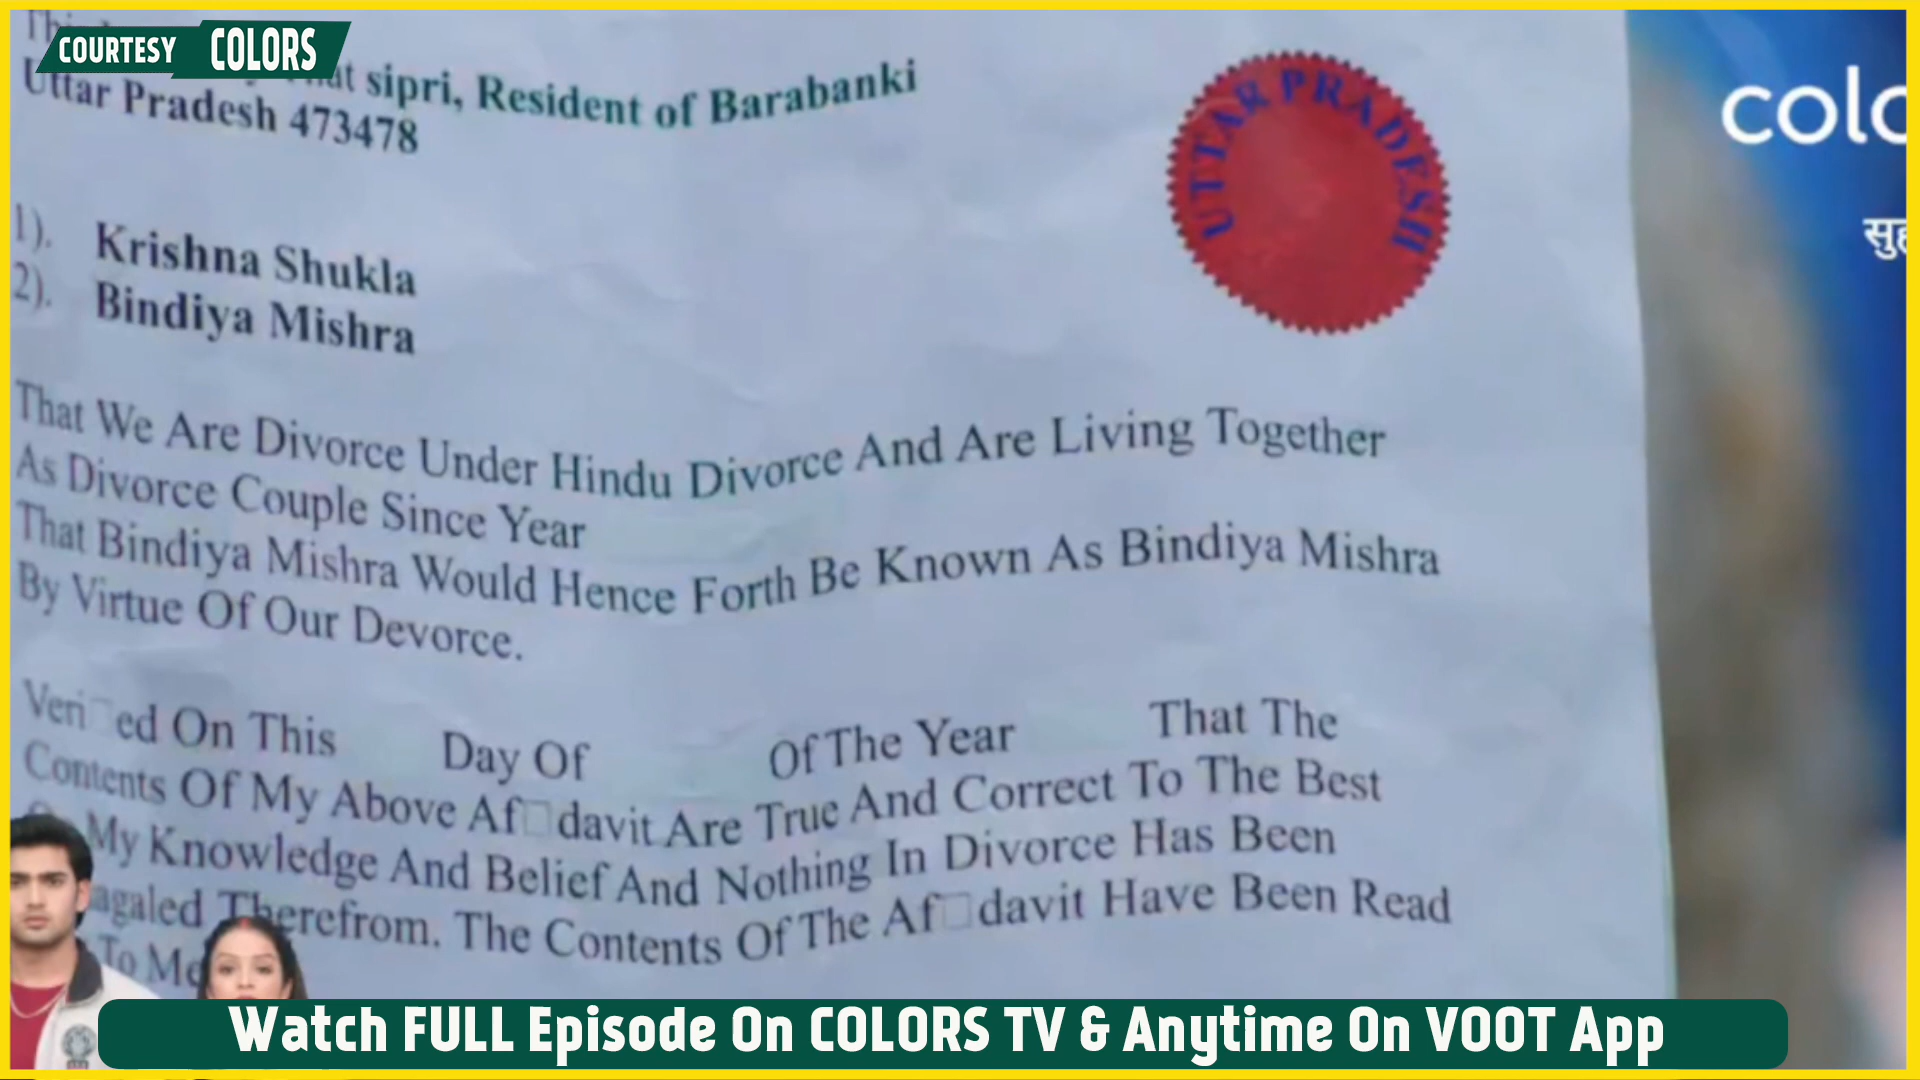 COURTESY COLORS
sipri, Resident of Barabanki
Uttar Pradesh 473478
UTTAR PRADESH
1). Krishna Shukla
2). Bindiya Mishra
That We Are Divorce Under Hindu Divorce And Are Living Together
As Divorce Couple Since Year
That Bindiya Mishra Would Hence Forth Be Known As Bindiya Mishra
By Virtue Of Our Devorce.
Veri□ed On This Day Of Of The Year That The
Contents Of My Above Af□davit Are True And Correct To The Best
My Knowledge And Belief And Nothing In Divorce Has Been
Therefrom. The Contents Of The Af□davit Have Been Read
To Me
Watch FULL Episode On COLORS TV & Anytime On VOOT App